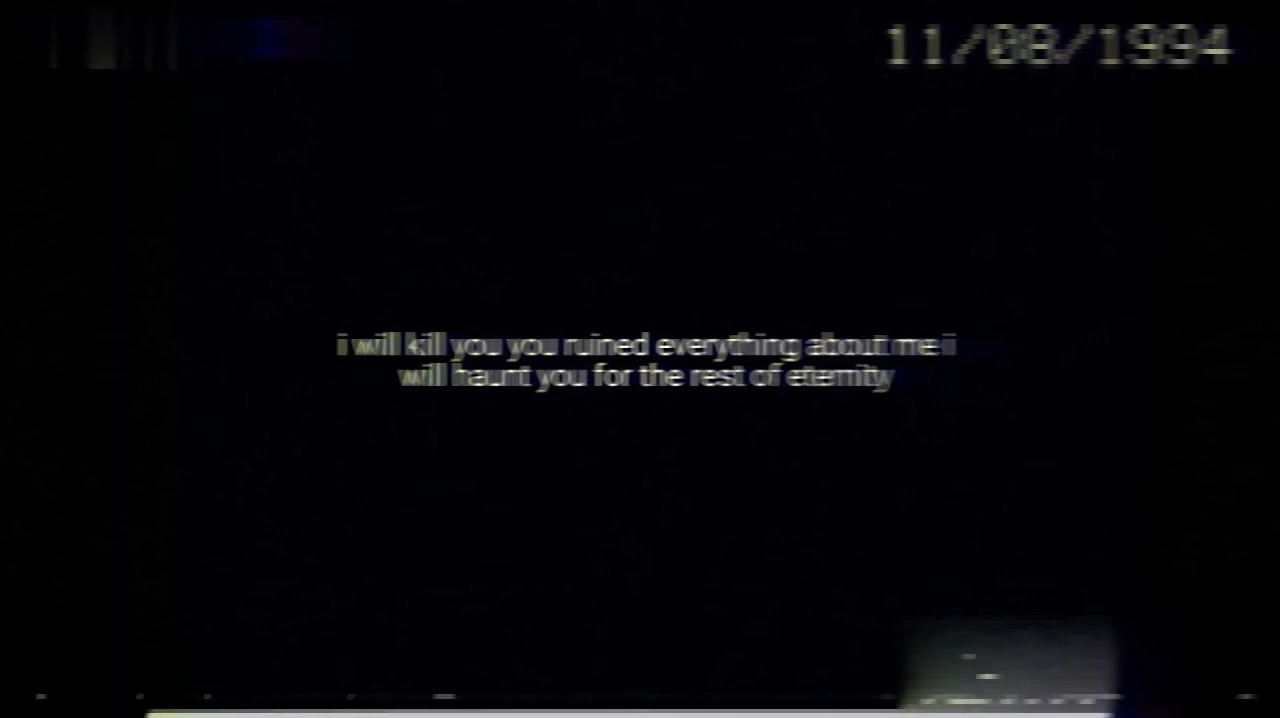 11/08/1994
i will kill you you ruined everything about me i
will haunt you for the rest of eternity